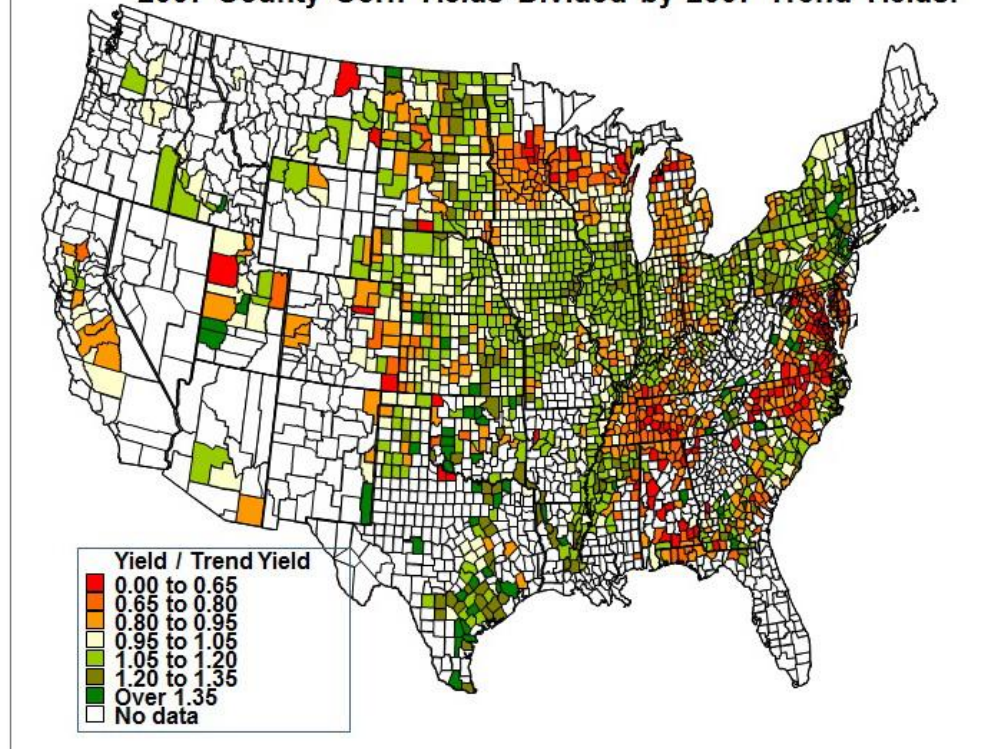 2007 County Corn Yields Divided by 2007 Trend Yields.
Yield / Trend Yield
0.00 to 0.65
0.65 to 0.80
0.80 to 0.95
0.95 to 1.05
1.05 to 1.20
1.20 to 1.35
Over 1.35
No data